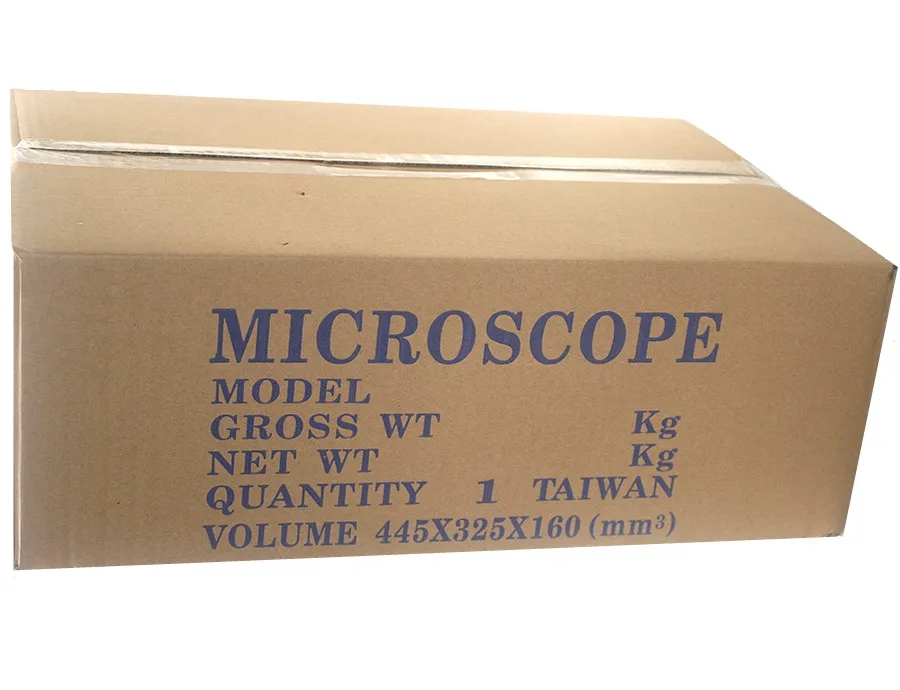 MICROSCOPE
MODEL
GROSS WT Kg
NET WT Kg
QUANTITY 1 TAIWAN
VOLUME 445X325X160 (mm³)